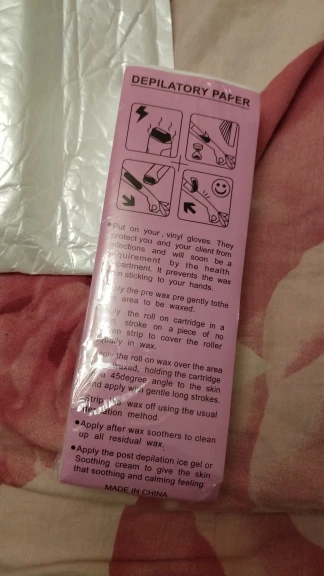 DEPILATORY PAPER
Put on your, vinyl gloves. They
protect you and your client from
infections and will soon be a
requirement by the health
department. It prevents the wax
from sticking to your hands.
the pre wax pre gently tothe
area to be waxed.
the roll on cartridge in a
stroke on a piece of no
strip to cover the roller
in wax.
the roll on wax over the area
waxed, holding the cartridge
a 45degree angle to the skin
and apply with gentle long strokes.
Strip wax off using the usual
method.
●Apply after wax soothers to clean
up all residual wax.
●Apply the post depilation ice gel or
Soothing cream to give the skin
that soothing and calming feeling.
MADE IN CHINA